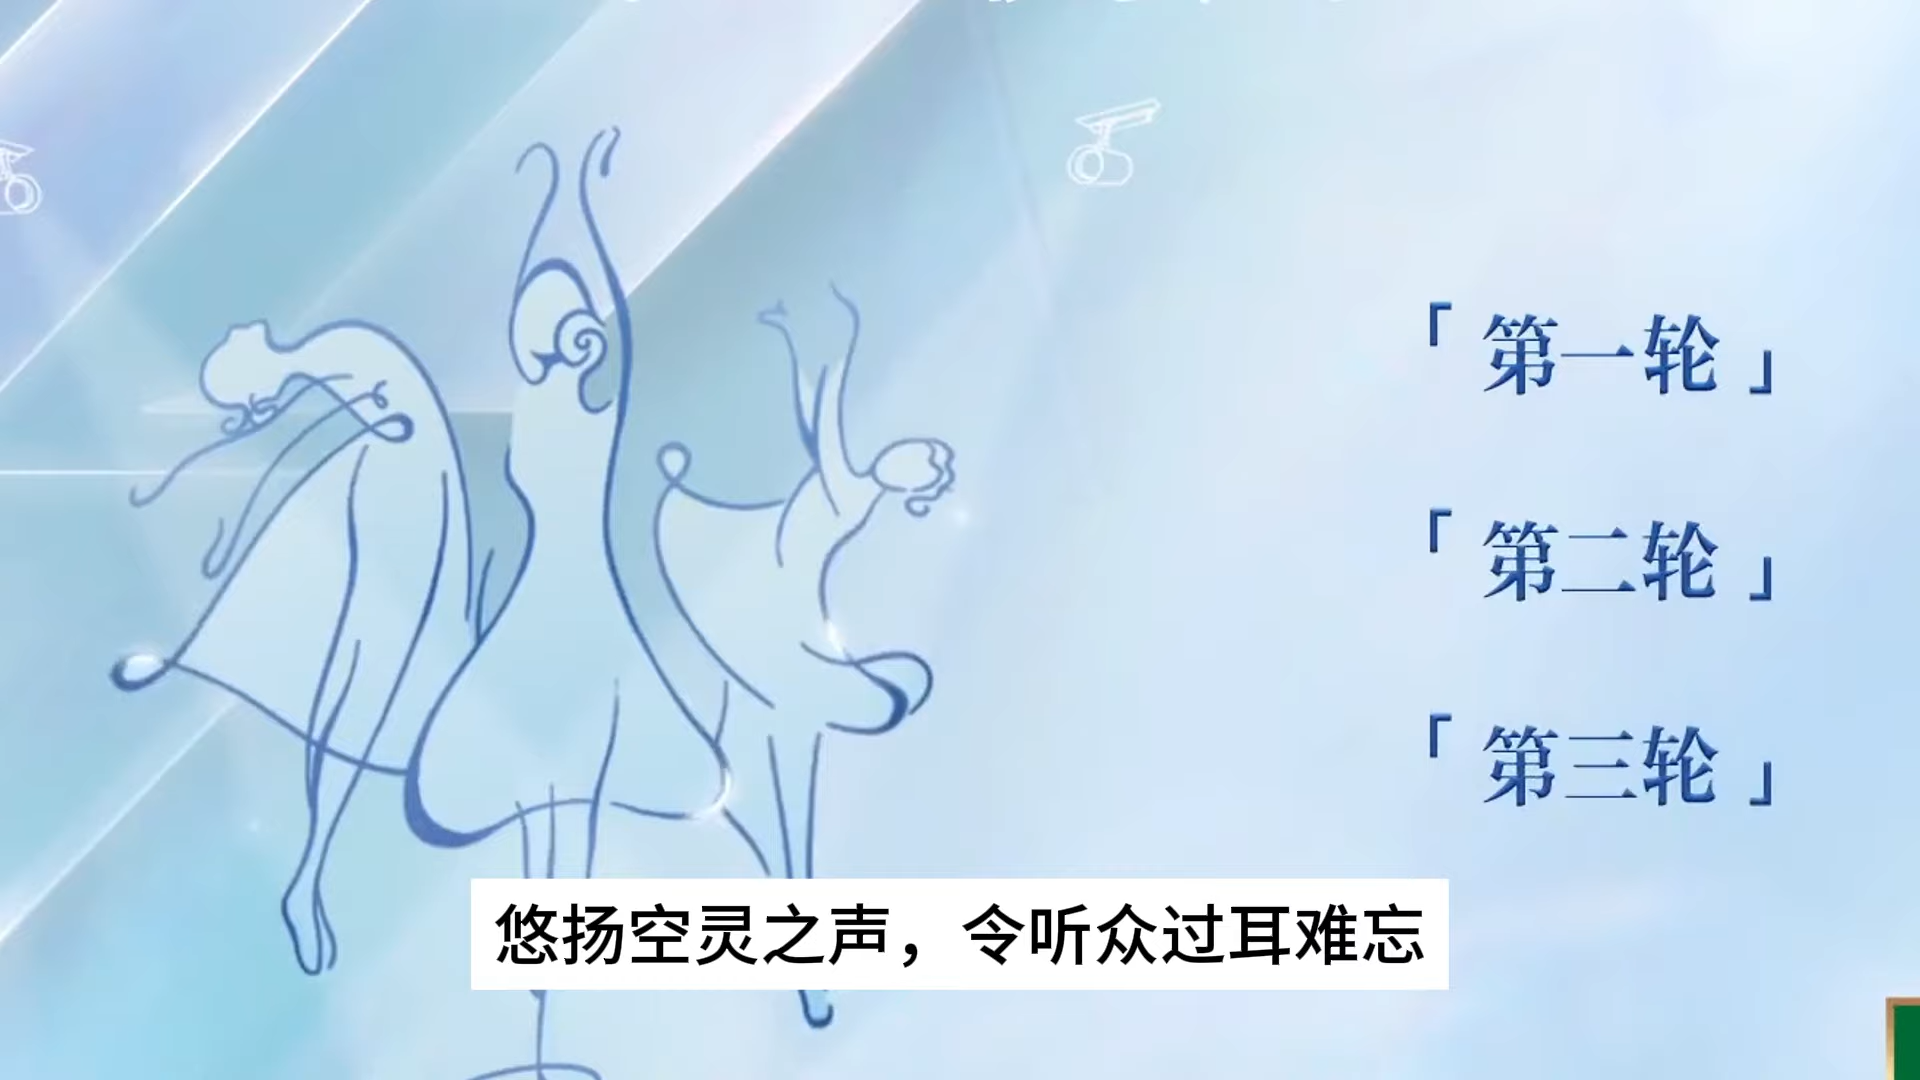 「 第一轮 」
「 第二轮 」
「 第三轮 」
悠扬空灵之声，令听众过耳难忘